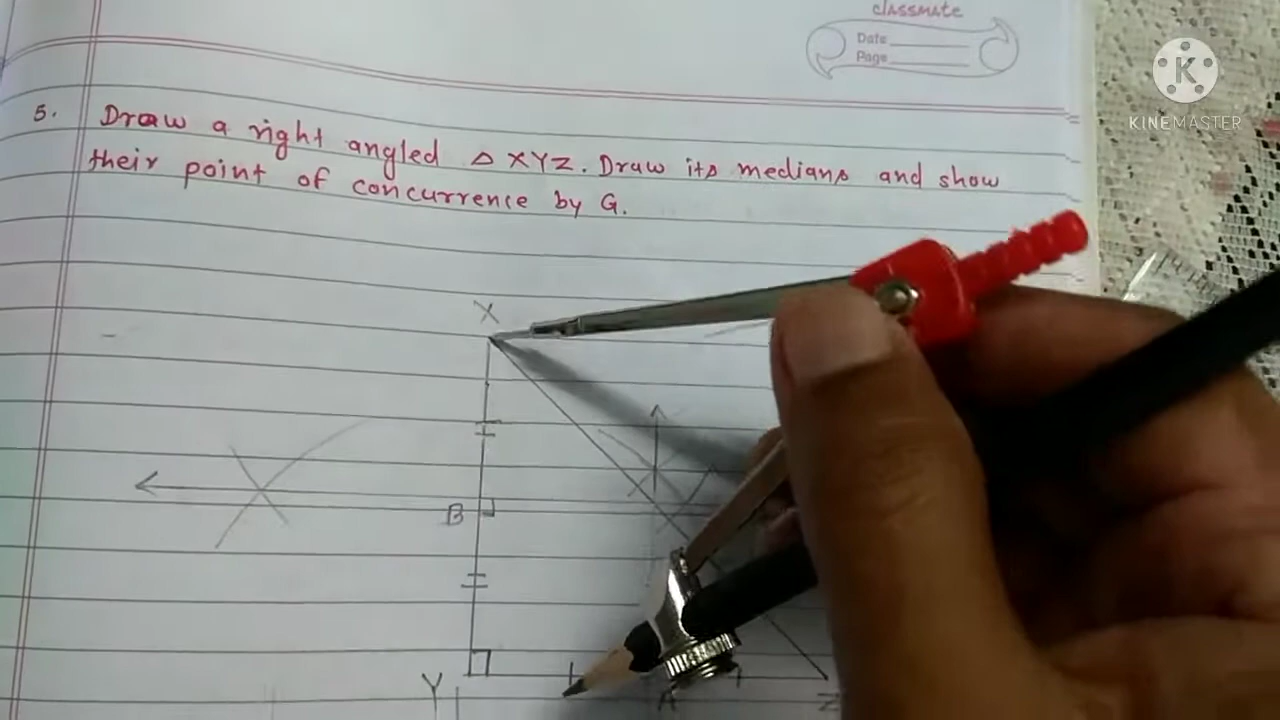 classmate
Date
Page
KINEMASTER
5. Draw a right angled △ XYZ. Draw its medians and show
their point of concurrence by G.
X
B
Y
A
Z